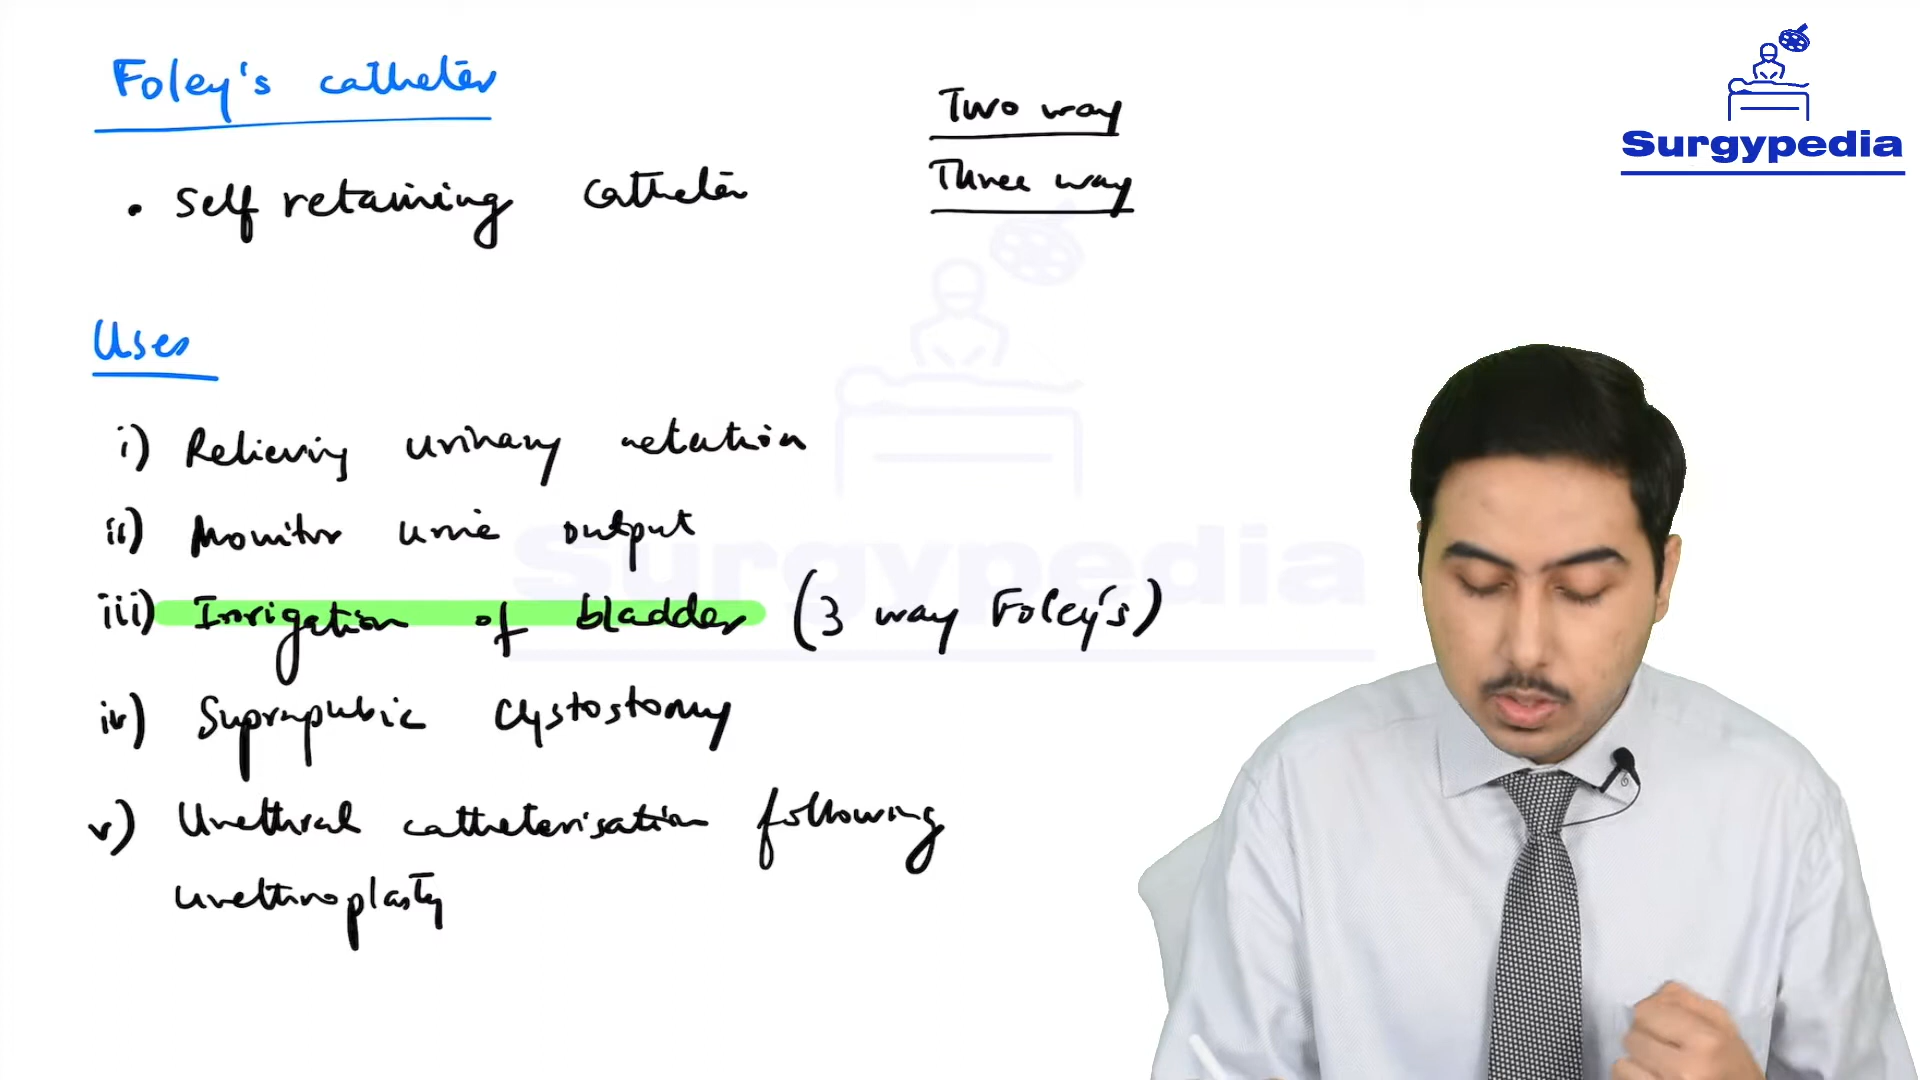 Foley's catheter
Two way
Three way
• Self retaining catheter
Uses
i) Relieving urinary retention
ii) Monitor urine output
iii) Irrigation of bladder (3 way Foley's)
iv) Suprapubic cystostomy
v) Urethral catheterisation following
urethroplasty
Surgypedia
Surgypedia